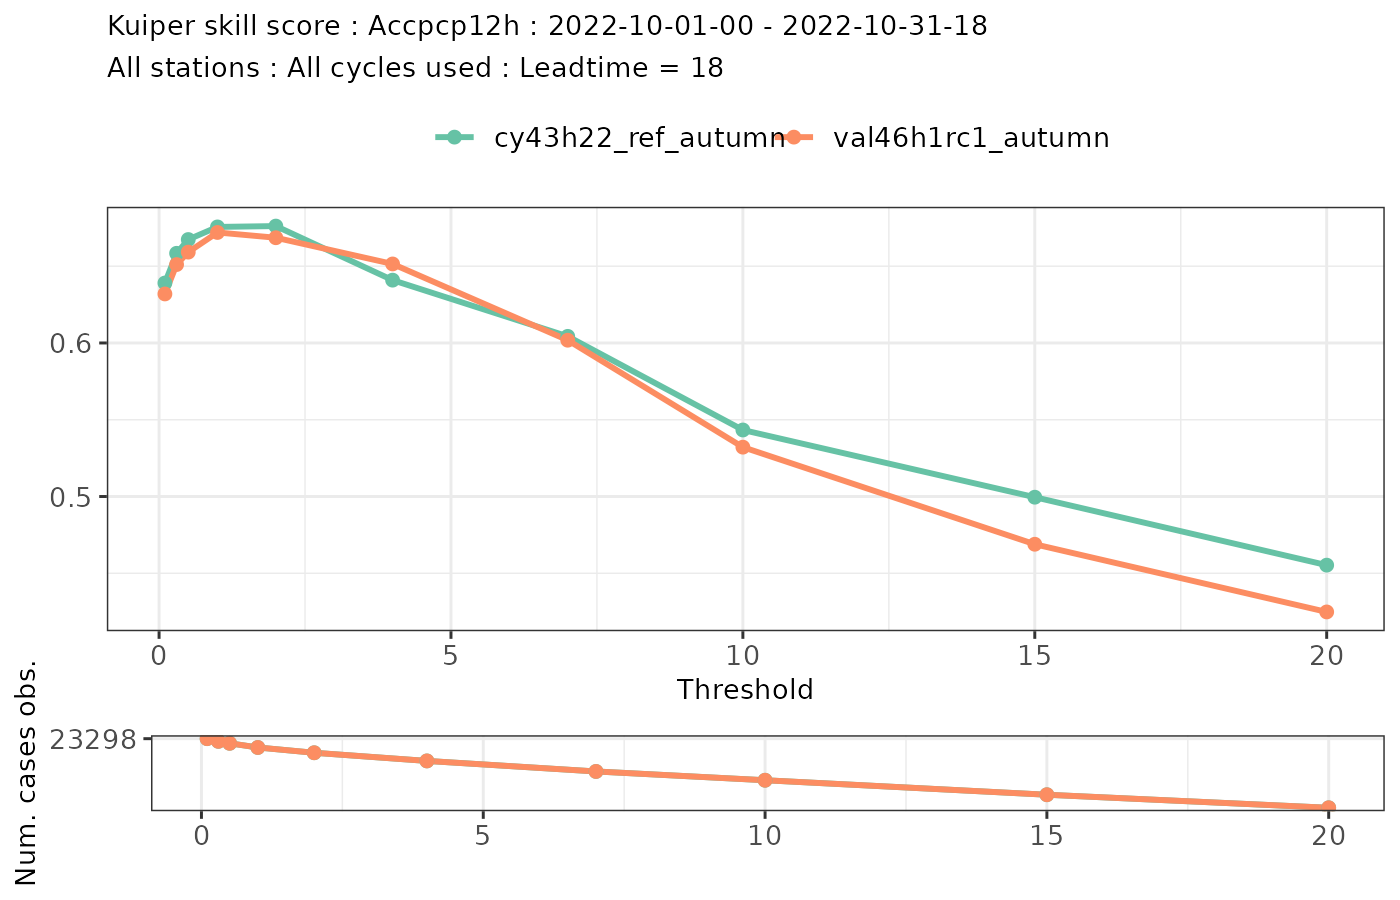 Kuiper skill score : Accpcp12h : 2022-10-01-00 - 2022-10-31-18
All stations : All cycles used : Leadtime = 18
cy43h22_ref_autumn val46h1rc1_autumn
0.6
0.5
0 5 10 15 20
Threshold
Num. cases obs.
23298
0 5 10 15 20